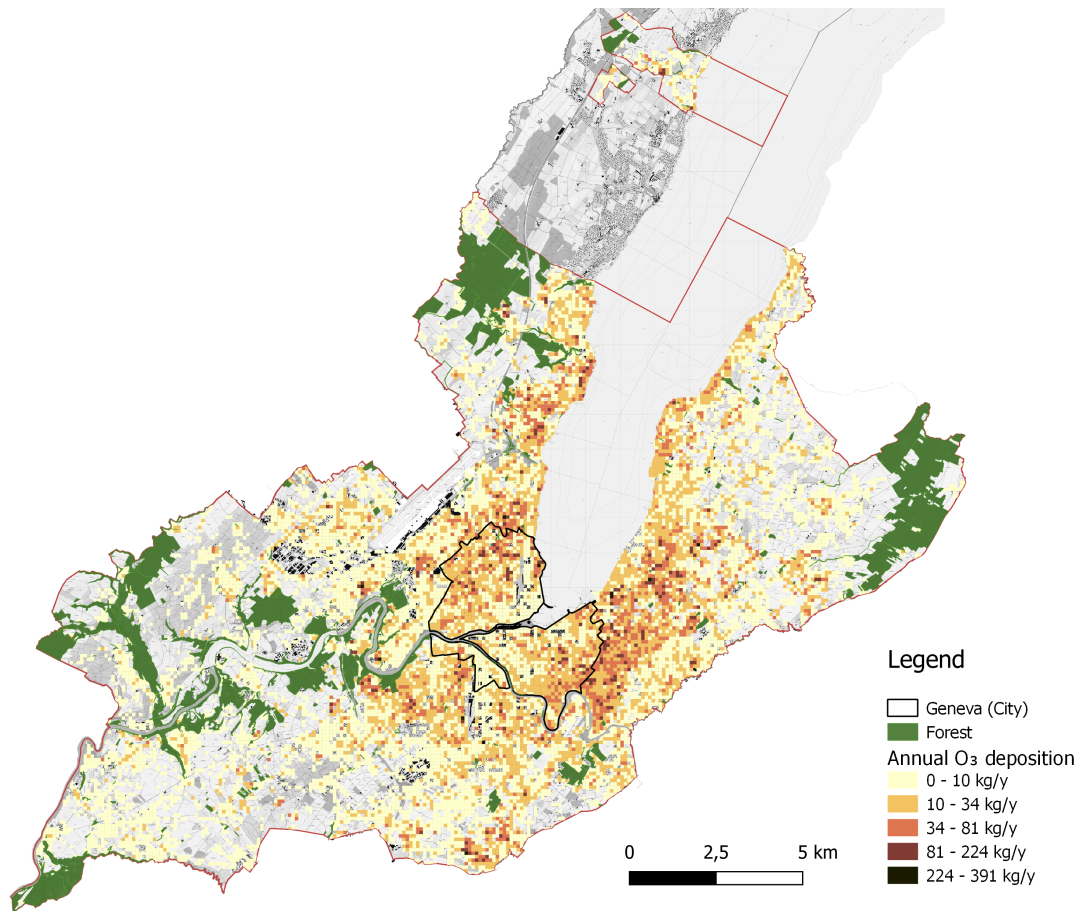 Legend
Geneva (City)
Forest
Annual O₃ deposition
0 - 10 kg/y
10 - 34 kg/y
34 - 81 kg/y
81 - 224 kg/y
224 - 391 kg/y
0 2,5 5 km